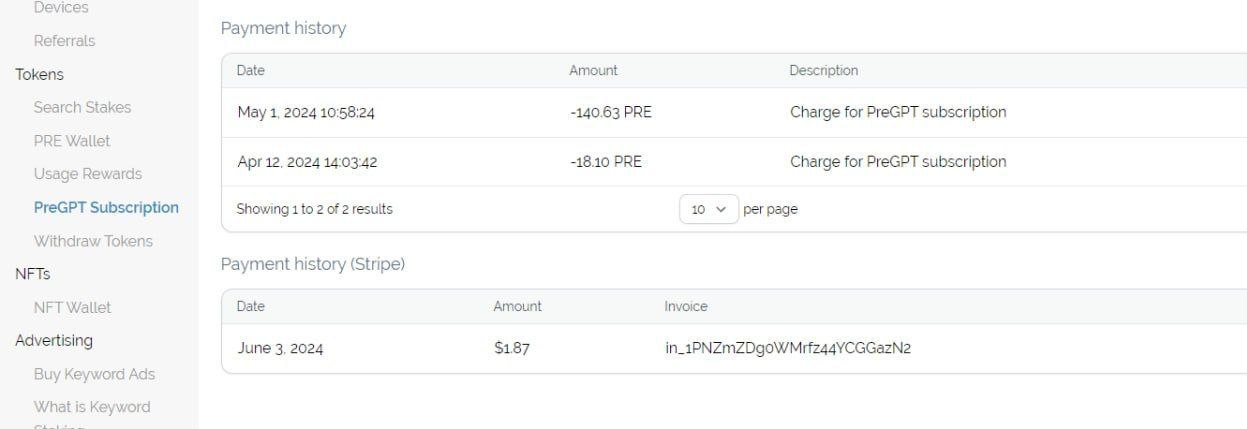 Devices
Referrals
Tokens
Search Stakes
PRE Wallet
Usage Rewards
PreGPT Subscription
Withdraw Tokens
NFTs
NFT Wallet
Advertising
Buy Keyword Ads
What is Keyword
Staking
Payment history
Date Amount Description
May 1, 2024 10:58:24 -140.63 PRE Charge for PreGPT subscription
Apr 12, 2024 14:03:42 -18.10 PRE Charge for PreGPT subscription
Showing 1 to 2 of 2 results 10 per page
Payment history (Stripe)
Date Amount Invoice
June 3, 2024 $1.87 in_1PNZmZDg0WMrfz44YCGGazN2